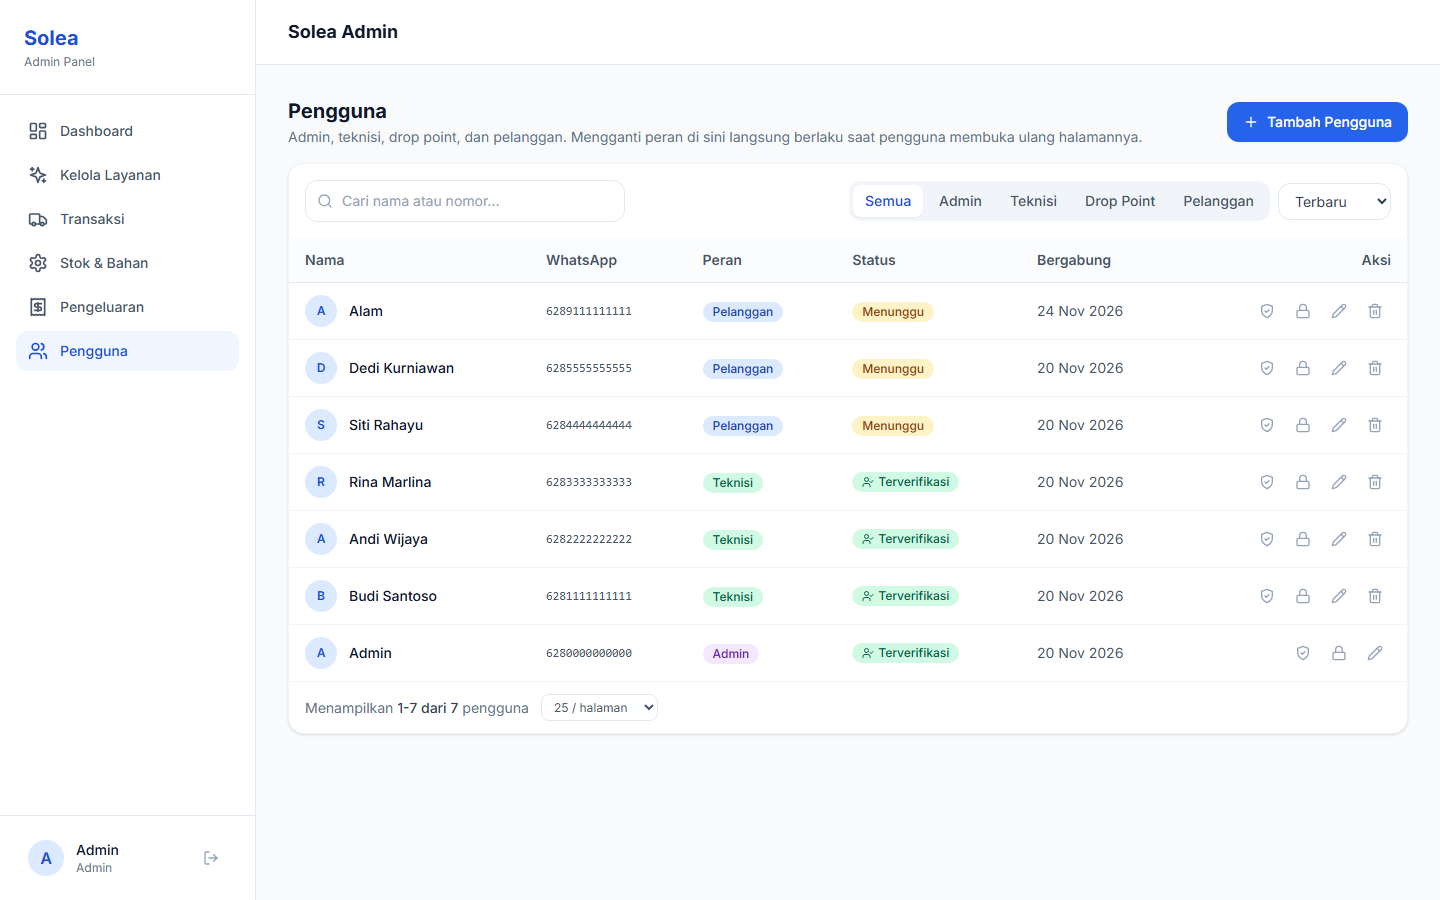 Solea
Admin Panel
Dashboard
Kelola Layanan
Transaksi
Stok & Bahan
Pengeluaran
Pengguna
Admin
Admin
A
Solea Admin
Pengguna
Admin, teknisi, drop point, dan pelanggan. Mengganti peran di sini langsung berlaku saat pengguna membuka ulang halamannya.
Tambah Pengguna
Cari nama atau nomor...
Semua Admin Teknisi Drop Point Pelanggan Terbaru
Nama WhatsApp Peran Status Bergabung Aksi
A Alam 6289111111111 Pelanggan Menunggu 24 Nov 2026
D Dedi Kurniawan 6285555555555 Pelanggan Menunggu 20 Nov 2026
S Siti Rahayu 6284444444444 Pelanggan Menunggu 20 Nov 2026
R Rina Marlina 6283333333333 Teknisi Terverifikasi 20 Nov 2026
A Andi Wijaya 6282222222222 Teknisi Terverifikasi 20 Nov 2026
B Budi Santoso 6281111111111 Teknisi Terverifikasi 20 Nov 2026
A Admin 6280000000000 Admin Terverifikasi 20 Nov 2026
Menampilkan 1-7 dari 7 pengguna 25 / halaman